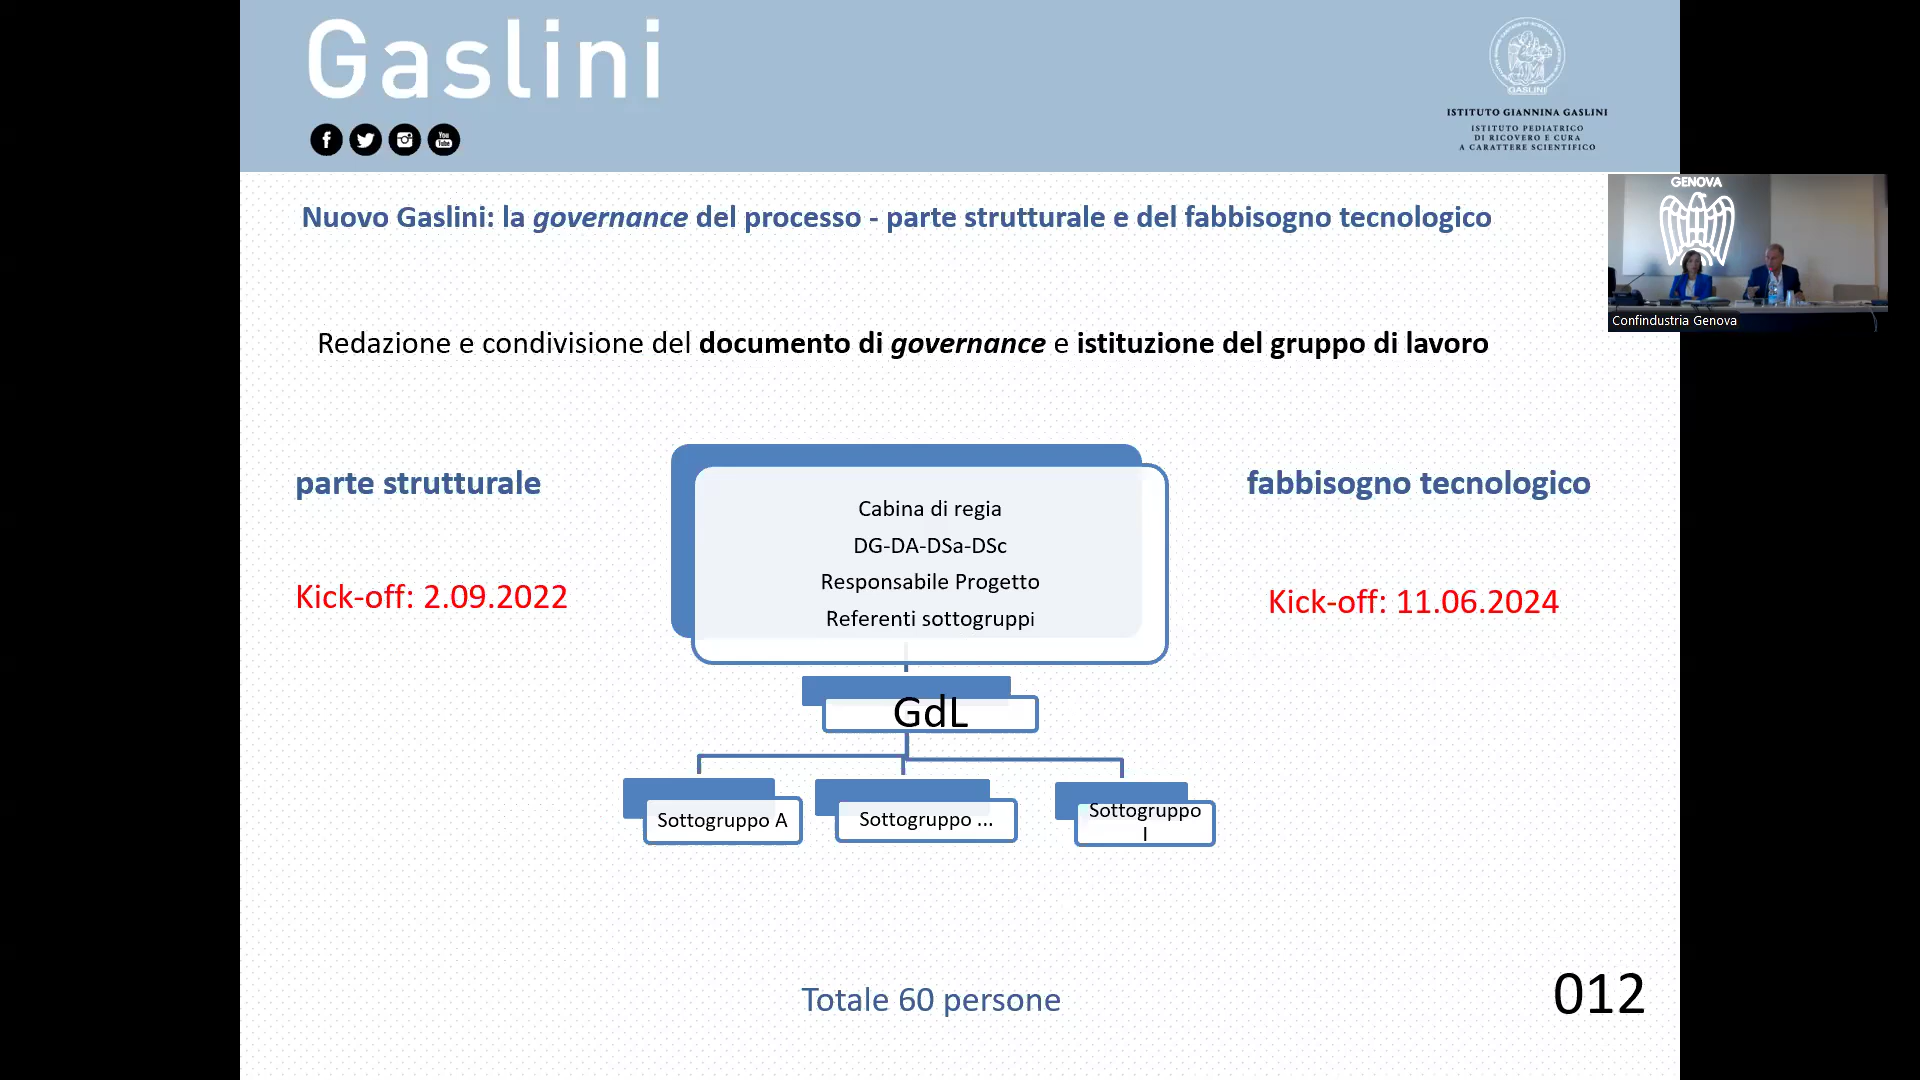 Gaslini
f
You
Tube
GASLINI
ISTITUTO GIANNINA GASLINI
ISTITUTO PEDIATRICO
DI RICOVERO E CURA
A CARATTERE SCIENTIFICO
Nuovo Gaslini: la governance del processo - parte strutturale e del fabbisogno tecnologico
GENOVA
Confindustria Genova
Redazione e condivisione del documento di governance e istituzione del gruppo di lavoro
parte strutturale
fabbisogno tecnologico
Cabina di regia
DG-DA-DSa-DSc
Responsabile Progetto
Referenti sottogruppi
Kick-off: 2.09.2022
Kick-off: 11.06.2024
GdL
Sottogruppo A
Sottogruppo ...
Sottogruppo
I
Totale 60 persone
012